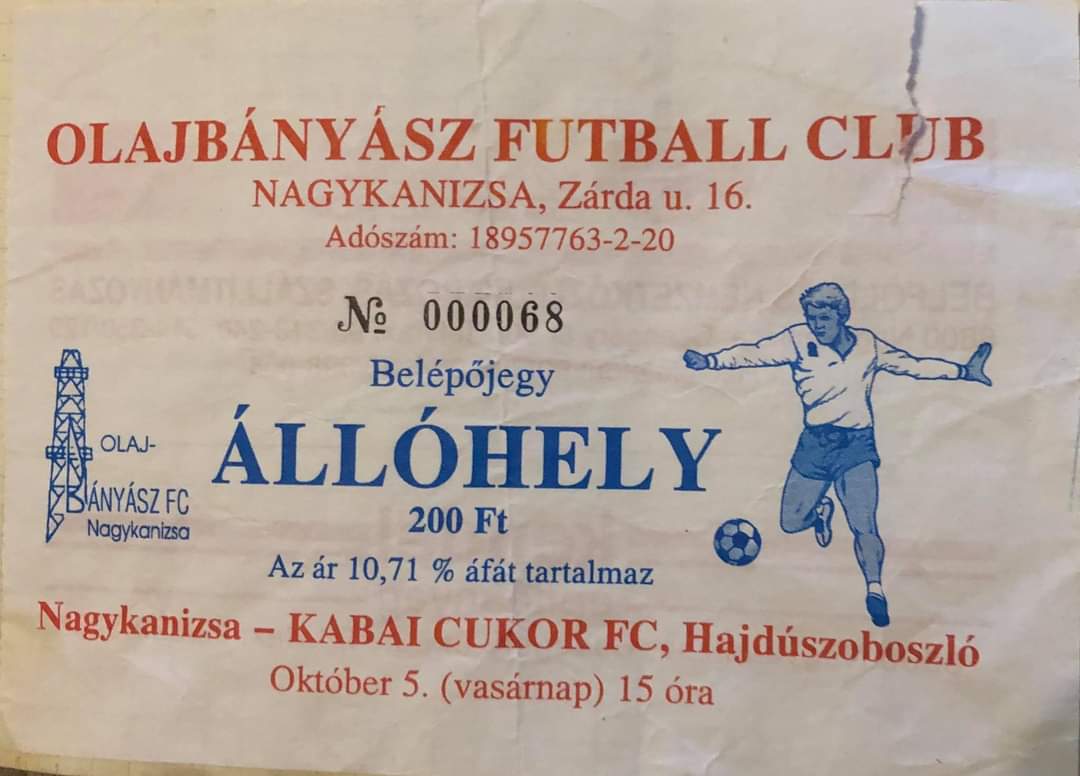 OLAJBÁNYÁSZ FUTBALL CLUB
NAGYKANIZSA, Zárda u. 16.
Adószám: 18957763-2-20
№ 000068
Belépőjegy
ÁLLÓHELY
200 Ft
Az ár 10,71 % áfát tartalmaz
OLAJ-
BÁNYÁSZ FC
Nagykanizsa
Nagykanizsa – KABAI CUKOR FC, Hajdúszoboszló
Október 5. (vasárnap) 15 óra